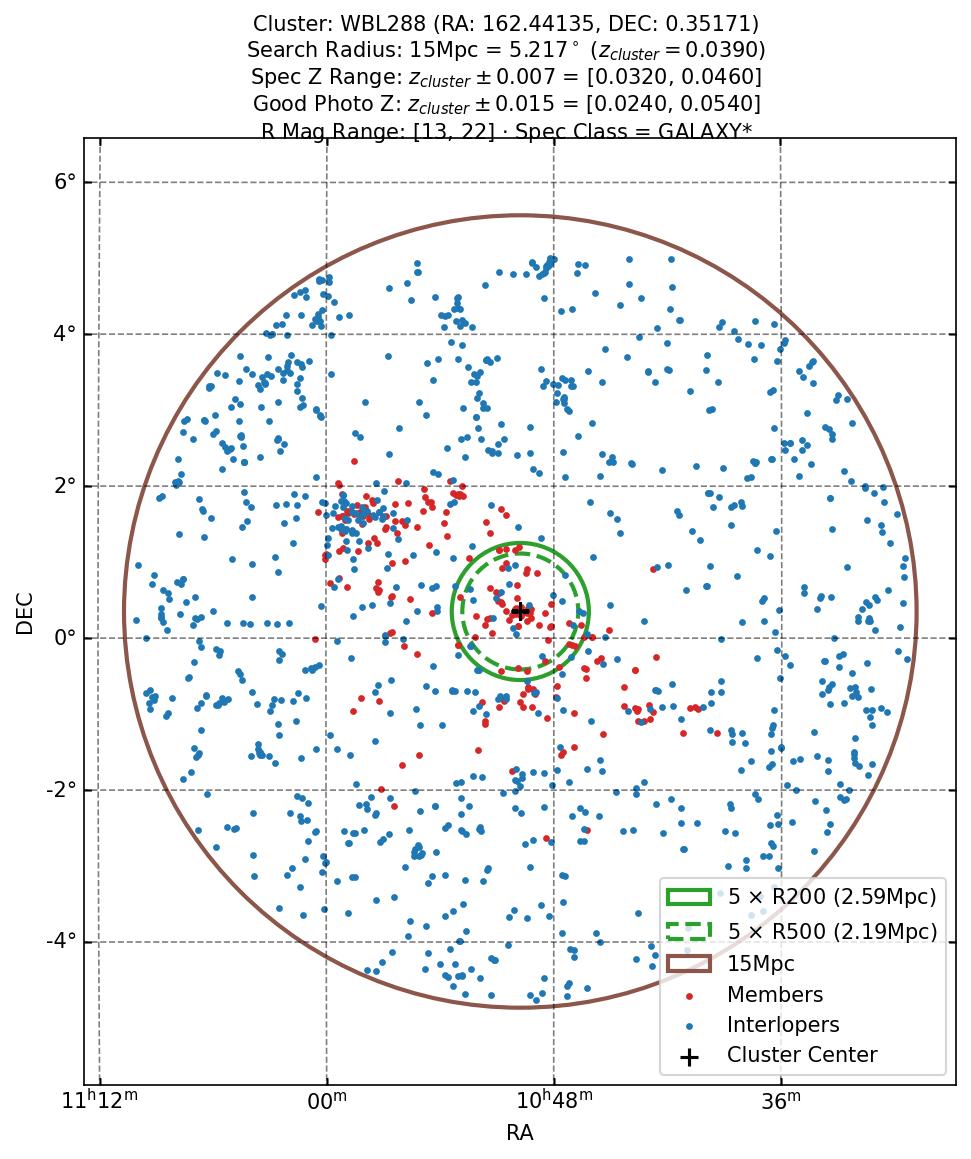 Cluster: WBL288 (RA: 162.44135, DEC: 0.35171)
Search Radius: 15Mpc = 5.217° (z_cluster = 0.0390)
Spec Z Range: z_cluster ± 0.007 = [0.0320, 0.0460]
Good Photo Z: z_cluster ± 0.015 = [0.0240, 0.0540]
R Mag Range: [13, 22] · Spec Class = GALAXY*
6°
4°
2°
0°
-2°
-4°
DEC
5 × R200 (2.59Mpc)
5 × R500 (2.19Mpc)
15Mpc
Members
Interlopers
Cluster Center
11ʰ12ᵐ 00ᵐ 10ʰ48ᵐ 36ᵐ
RA